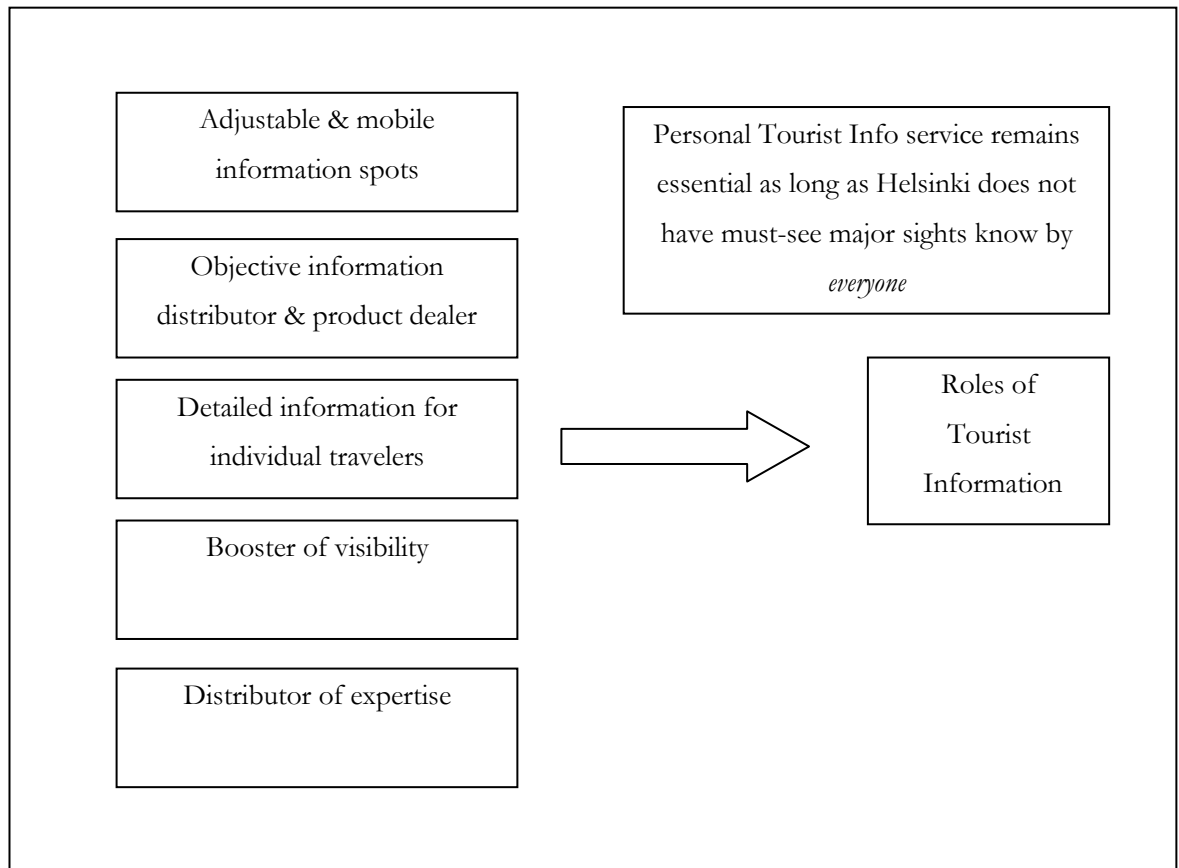 Adjustable & mobile
information spots
Objective information
distributor & product dealer
Detailed information for
individual travelers
Booster of visibility
Distributor of expertise
Personal Tourist Info service remains
essential as long as Helsinki does not
have must-see major sights know by
everyone
Roles of
Tourist
Information